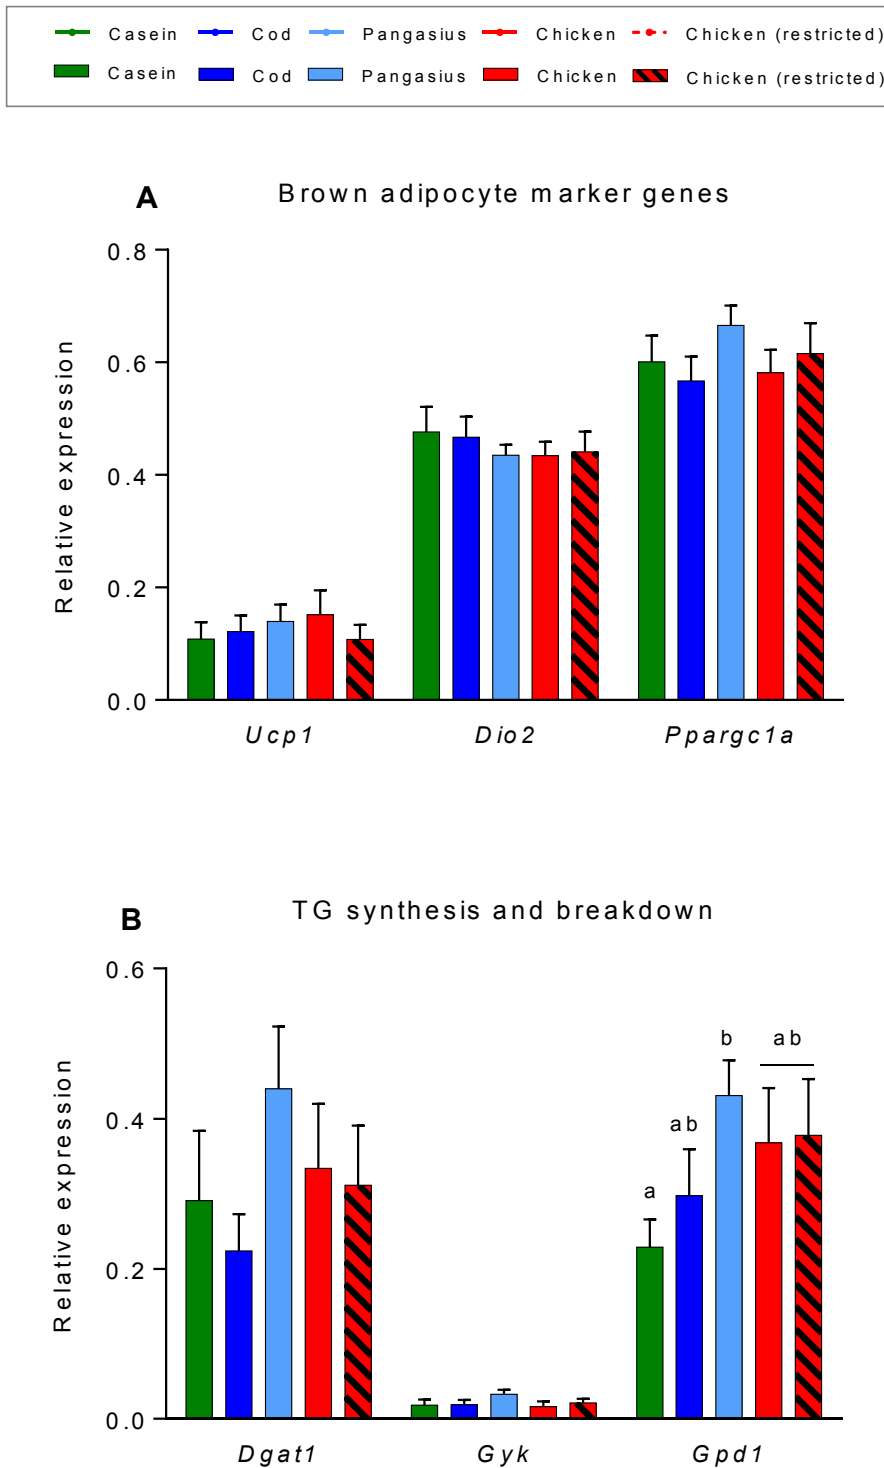 Casein Cod Pangasius Chicken Chicken (restricted)
Casein Cod Pangasius Chicken Chicken (restricted)
A Brown adipocyte marker genes
0.8
0.6
0.4
0.2
0.0
Relative expression
Ucp1 Dio2 Ppargc1a
B TG synthesis and breakdown
0.6
0.4
0.2
0.0
Relative expression
a ab b ab
Dgat1 Gyk Gpd1